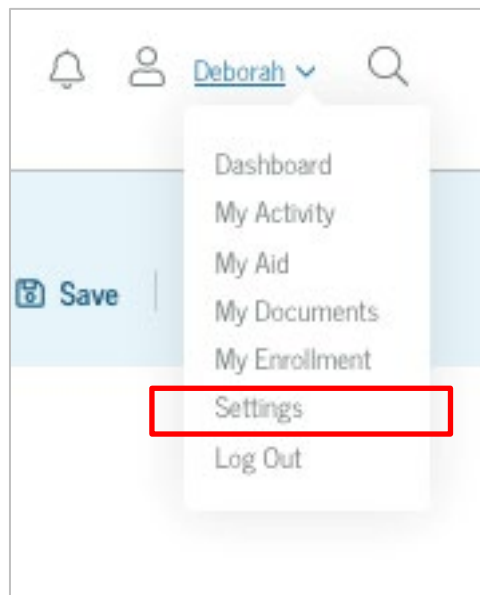 Deborah
Dashboard
My Activity
My Aid
Save
My Documents
My Enrollment
Settings
Log Out